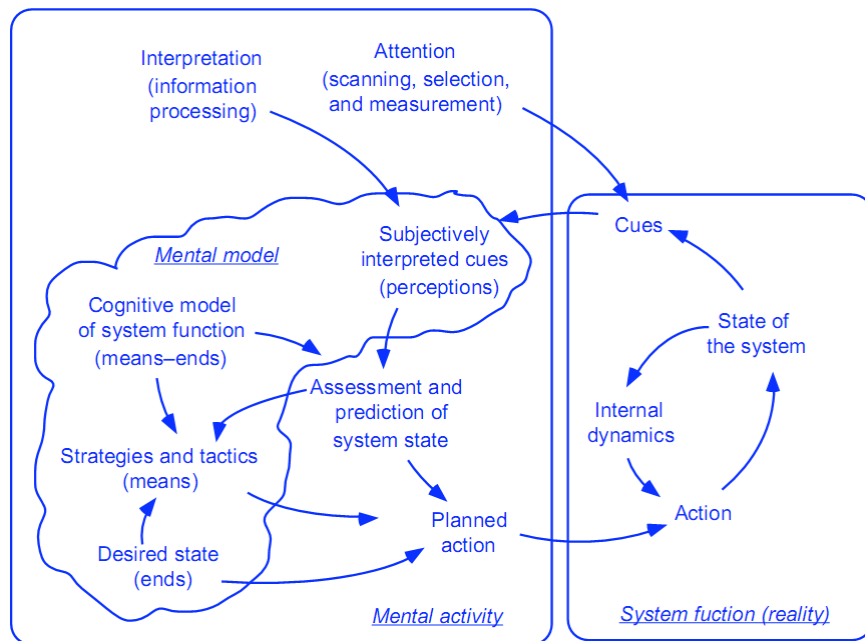 Interpretation
(information
processing)
Attention
(scanning, selection,
and measurement)
Mental model
Subjectively
interpreted cues
(perceptions)
Cues
Cognitive model
of system function
(means–ends)
State of
the system
Assessment and
prediction of
system state
Internal
dynamics
Strategies and tactics
(means)
Planned
action
Action
Desired state
(ends)
Mental activity
System fuction (reality)